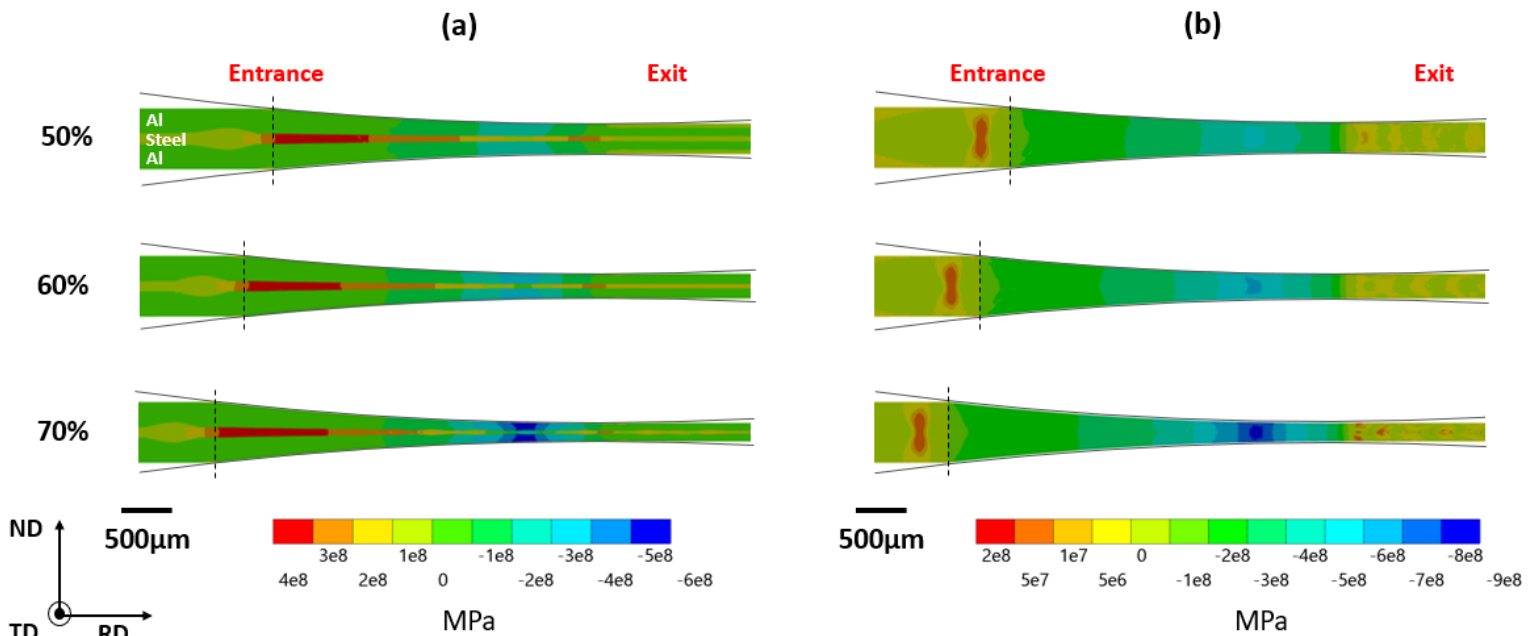 (a)
(b)
Entrance
Exit
Entrance
Exit
50%
Al
Steel
Al
60%
70%
ND
500μm
TD
RD
3e8 1e8 -1e8 -3e8 -5e8
4e8 2e8 0 -2e8 -4e8 -6e8
MPa
500μm
2e8 1e7 0 -2e8 -4e8 -6e8 -8e8
5e7 5e6 -1e8 -3e8 -5e8 -7e8 -9e8
MPa